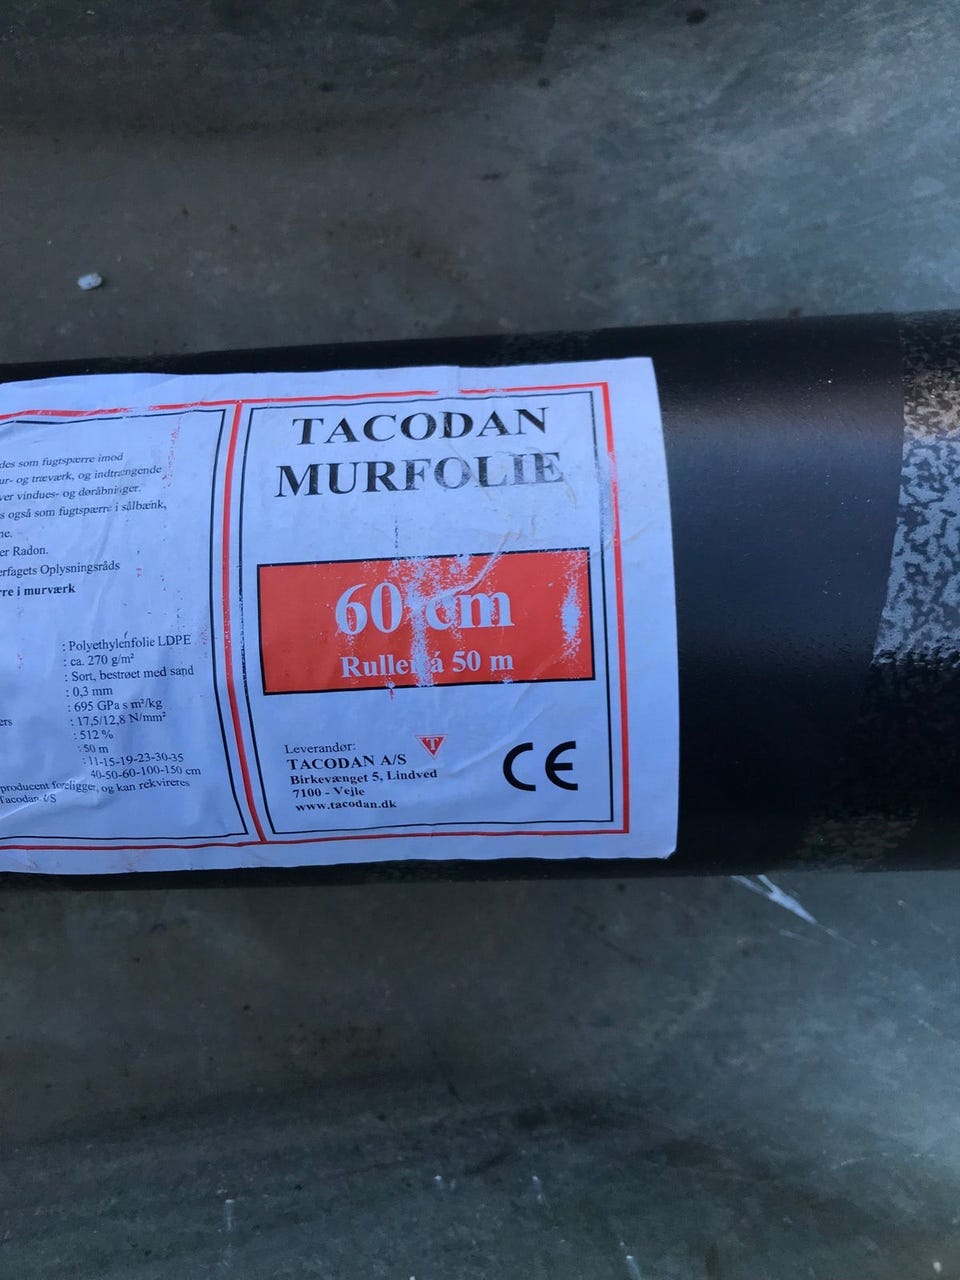 des som fugtspærre imod
ur- og træværk, og indtrængende
ver vindues- og døråbninger.
s også som fugtspærre i sålbænk,
ne.
er Radon.
erfagets Oplysningsråds
rre i murværk
: Polyethylenfolie LDPE
: ca. 270 g/m²
: Sort, bestrøet med sand
: 0,3 mm
: 695 GPa s m²/kg
ers : 17,5/12,8 N/mm²
: 512 %
: 50 m
: 11-15-19-23-30-35
40-50-60-100-150 cm
producent foreligger, og kan rekvireres
Tacodan A/S
TACODAN
MURFOLIE
60 cm
Ruller á 50 m
Leverandør:
TACODAN A/S
Birkevænget 5, Lindved
7100 - Vejle
www.tacodan.dk
T
CE